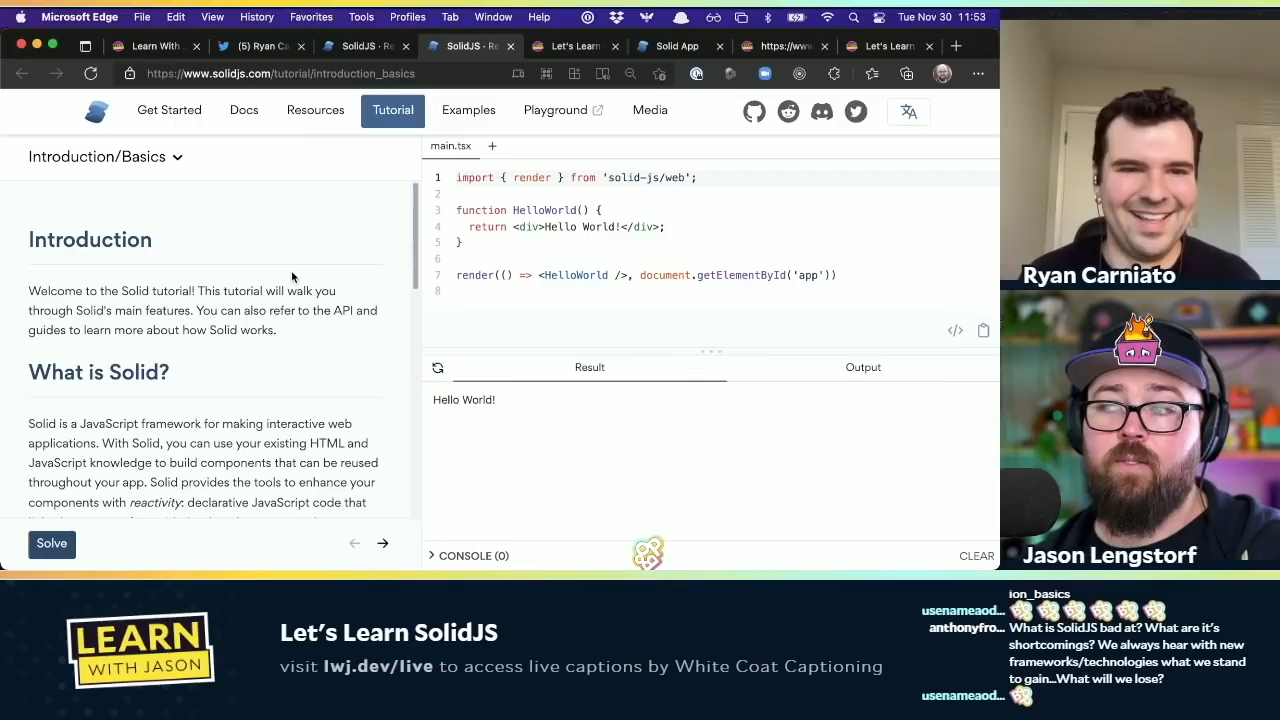 Microsoft Edge File Edit View History Favorites Tools Profiles Tab Window Help Tue Nov 30 11:53
Learn With
(5) Ryan Ca
SolidJS · Re
SolidJS · Re
Let's Learn
Solid App
https://www
Let's Learn
https://www.solidjs.com/tutorial/introduction_basics
Get Started Docs Resources Tutorial Examples Playground Media
Introduction/Basics
Introduction
Welcome to the Solid tutorial! This tutorial will walk you
through Solid's main features. You can also refer to the API and
guides to learn more about how Solid works.
What is Solid?
Solid is a JavaScript framework for making interactive web
applications. With Solid, you can use your existing HTML and
JavaScript knowledge to build components that can be reused
throughout your app. Solid provides the tools to enhance your
components with reactivity: declarative JavaScript code that
Solve
main.tsx +
1 import { render } from 'solid-js/web';
2
3 function HelloWorld() {
4 return <div>Hello World!</div>;
5 }
6
7 render(() => <HelloWorld />, document.getElementById('app'))
8
Result Output
Hello World!
CONSOLE (0) CLEAR
Ryan Carniato
Jason Lengstorf
LEARN
WITH JASON
Let's Learn SolidJS
visit lwj.dev/live to access live captions by White Coat Captioning
ion_basics
usenameaod...
anthonyfro... What is SolidJS bad at? What are it's
shortcomings? We always hear with new
frameworks/technologies what we stand
to gain...What will we lose?
usenameaod...